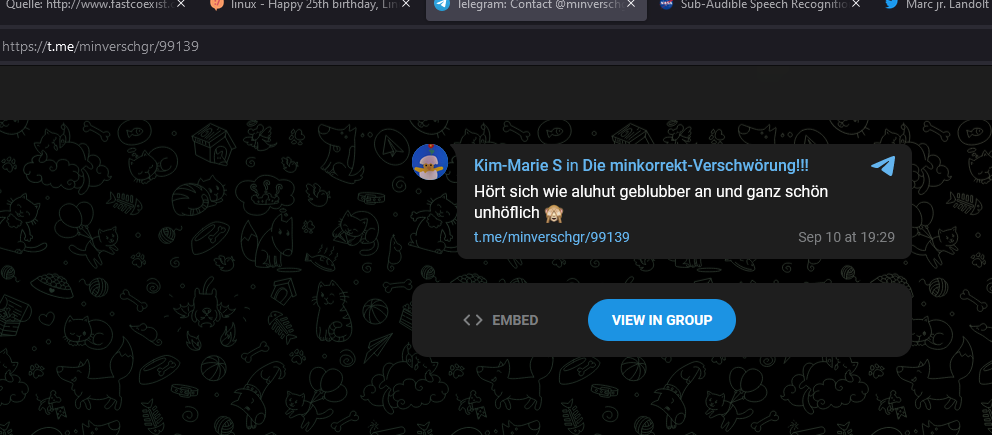 Quelle: http://www.fastcoexist.
linux - Happy 25th birthday, Lin
Telegram: Contact @minversch
Sub-Audible Speech Recognitio
Marc jr. Landolt
https://t.me/minverschgr/99139
Kim-Marie S in Die minkorrekt-Verschwörung!!!
Hört sich wie aluhut geblubber an und ganz schön
unhöflich 🙈
t.me/minverschgr/99139
Sep 10 at 19:29
EMBED
VIEW IN GROUP